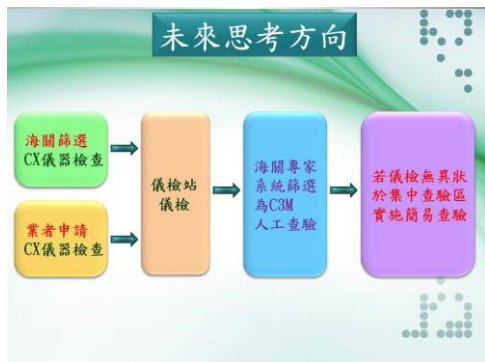 未來思考方向
海關篩選
CX儀器檢查
業者申請
CX儀器檢查
儀檢站
儀檢
海關專家
系統篩選
為C3M
人工查驗
若儀檢無異狀
於集中查驗區
實施簡易查驗